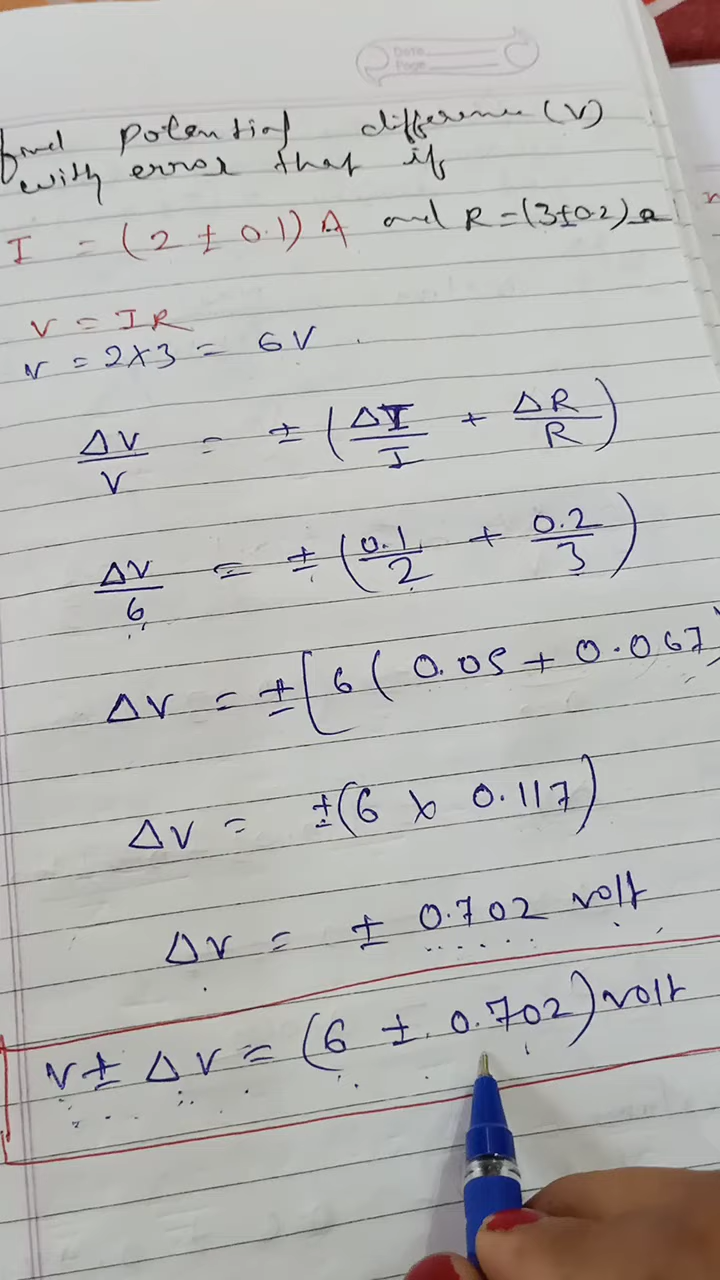 Date
Page
find potential difference (V)
with error that if
I = (2 ± 0.1) A and R = (3±0.2) Ω
V = IR
V = 2×3 = 6V .
ΔV/V = ± (ΔI/I + ΔR/R)
ΔV/6 = ± (0.1/2 + 0.2/3)
ΔV = ± [6 ( 0.05 + 0.067)
ΔV = ±(6 × 0.117)
ΔV = ± 0.702 volt
V ± ΔV = (6 ± 0.702) volt